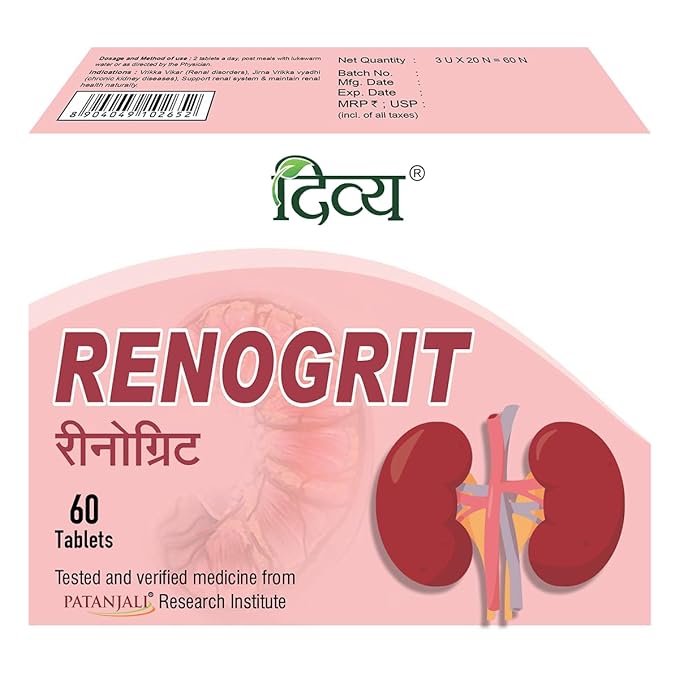 Dosage and Method of use : 2 tablets a day, post meals with lukewarm
water or as directed by the Physician.
Indications : Vrikka Vikar (Renal disorders), Jirna Vrikka vyadhi
(chronic kidney diseases), Support renal system & maintain renal
health naturally.
8 904049 102652
Net Quantity : 3 U X 20 N = 60 N
Batch No. :
Mfg. Date :
Exp. Date :
MRP ₹ ; USP :
(incl. of all taxes)
दिव्य ®
RENOGRIT
रीनोग्रिट
60
Tablets
Tested and verified medicine from
PATANJALI® Research Institute